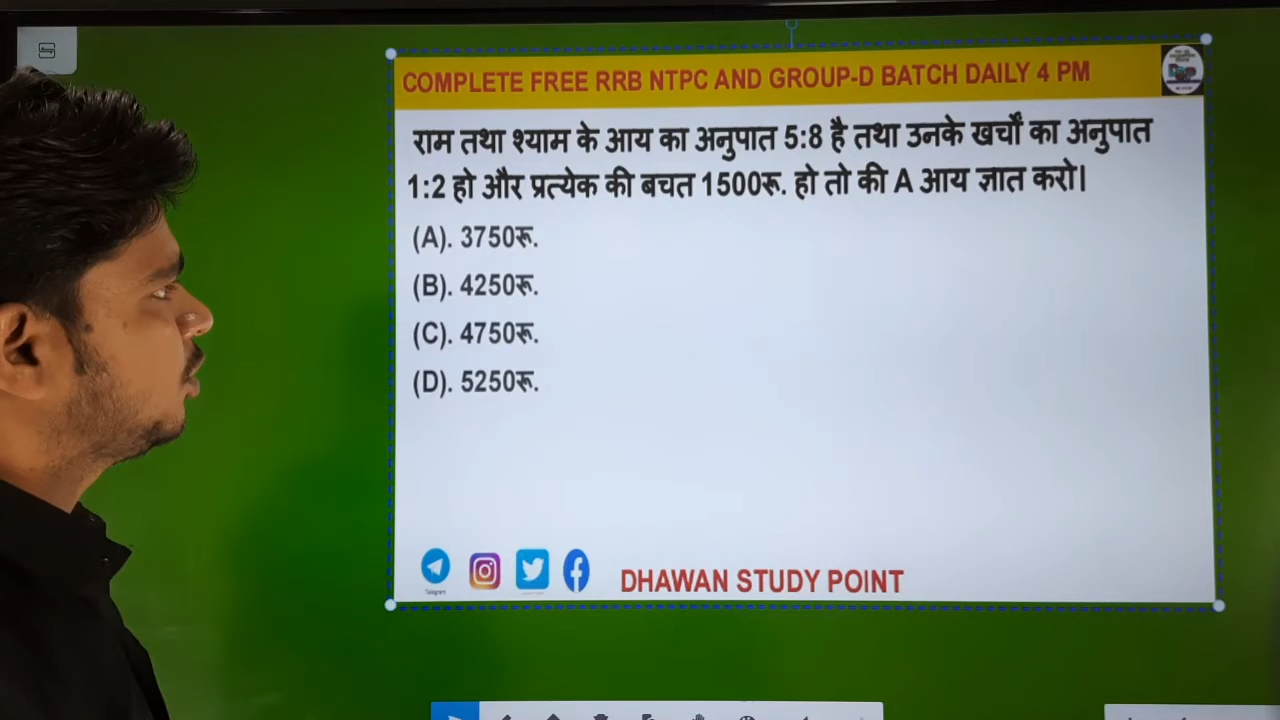 COMPLETE FREE RRB NTPC AND GROUP-D BATCH DAILY 4 PM
राम तथा श्याम के आय का अनुपात 5:8 है तथा उनके खर्चों का अनुपात
1:2 हो और प्रत्येक की बचत 1500रू. हो तो की A आय ज्ञात करो।
(A). 3750रू.
(B). 4250रू.
(C). 4750रू.
(D). 5250रू.
Telegram
DHAWAN STUDY POINT